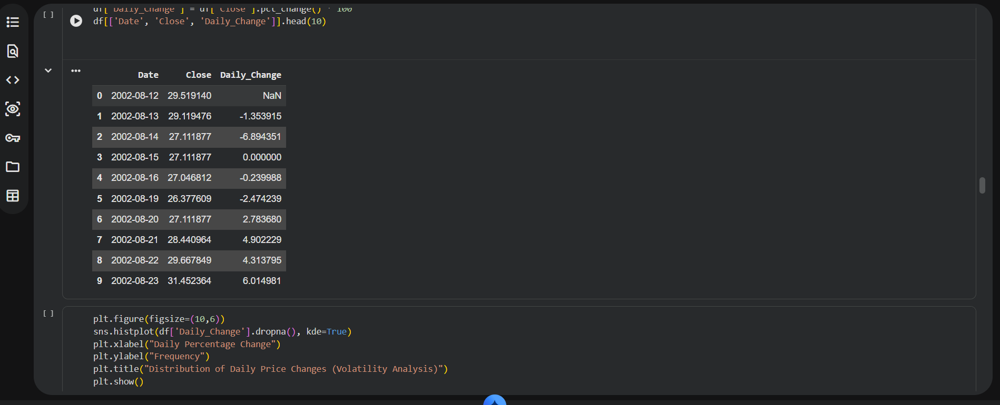 df['Daily_Change'] = df['Close'].pct_change() * 100
[ ]
df[['Date', 'Close', 'Daily_Change']].head(10)
Date Close Daily_Change
0 2002-08-12 29.519140 NaN
1 2002-08-13 29.119476 -1.353915
2 2002-08-14 27.111877 -6.894351
3 2002-08-15 27.111877 0.000000
4 2002-08-16 27.046812 -0.239988
5 2002-08-19 26.377609 -2.474239
6 2002-08-20 27.111877 2.783680
7 2002-08-21 28.440964 4.902229
8 2002-08-22 29.667849 4.313795
9 2002-08-23 31.452364 6.014981
[ ]
plt.figure(figsize=(10,6))
sns.histplot(df['Daily_Change'].dropna(), kde=True)
plt.xlabel("Daily Percentage Change")
plt.ylabel("Frequency")
plt.title("Distribution of Daily Price Changes (Volatility Analysis)")
plt.show()